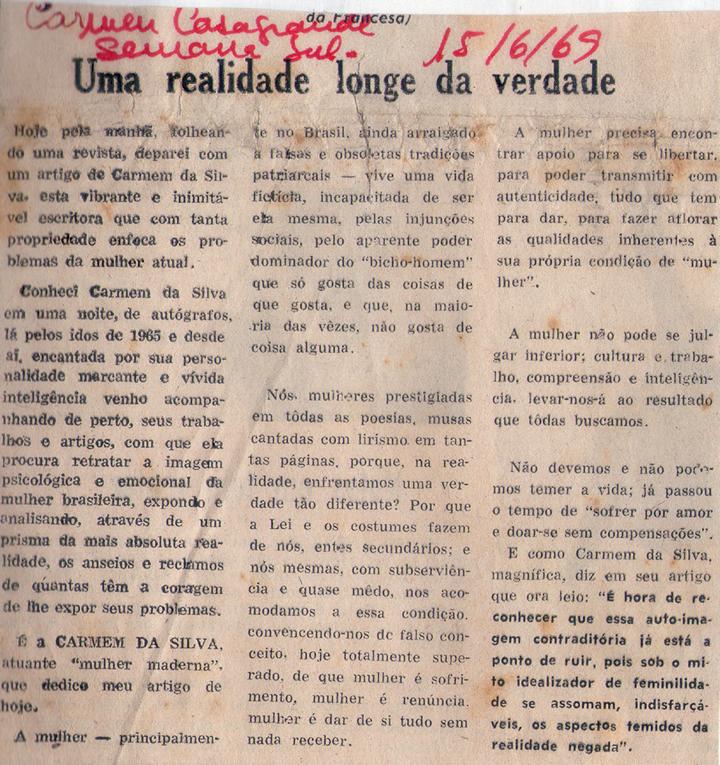 da Francesa)
Carmen Casagrande
Semana Sul.
15/6/69
Uma realidade longe da verdade
Hoje pela manhã, folhean-
do uma revista, deparei com
um artigo de Carmem da Sil-
va, esta vibrante e inimitá-
vel escritora que com tanta
propriedade enfoca os pro-
blemas da mulher atual.
Conheci Carmem da Silva
em uma noite, de autógrafos,
lá pelos idos de 1965 e desde
aí, encantada por sua perso-
nalidade marcante e vívida
inteligência venho acompa-
nhando de perto, seus traba-
lhos e artigos, com que ela
procura retratar a imagem
psicológica e emocional da
mulher brasileira, expondo e
analisando, através de um
prisma da mais absoluta rea-
lidade, os anseios e reclamos
de quantas têm a coragem
de lhe expor seus problemas.
É a CARMEM DA SILVA,
atuante "mulher maderna",
que dedico meu artigo de
hoje.
A mulher — principalmen-
te no Brasil, ainda arraigado
a falsas e obsoletas tradições
patriarcais — vive uma vida
fictícia, incapacitada de ser
ela mesma, pelas injunções
sociais, pelo aparente poder
dominador do "bicho-homem"
que só gosta das coisas de
que gosta, e que, na maio-
ria das vêzes, não gosta de
coisa alguma.
Nós, mulheres prestigiadas
em tôdas as poesias, musas
cantadas com lirismo em tan-
tas páginas, porque, na rea-
lidade, enfrentamos uma ver-
dade tão diferente? Por que
a Lei e os costumes fazem
de nós, entes secundários; e
nós mesmas, com subserviên-
cia e quase mêdo, nos aco-
modamos a essa condição,
convencendo-nos de falso con-
ceito, hoje totalmente supe-
rado, de que mulher é sofri-
mento, mulher é renúncia,
mulher é dar de si tudo sem
nada receber.
A mulher precisa encon-
trar apoio para se libertar,
para poder transmitir com
autenticidade, tudo que tem
para dar, para fazer aflorar
as qualidades inherentes à
sua própria condição de "mu-
lher".
A mulher não pode se jul-
gar inferior; cultura e traba-
lho, compreensão e inteligên-
cia, levar-nos-á ao resultado
que tôdas buscamos.
Não devemos e não pode-
mos temer a vida; já passou
o tempo de "sofrer por amor
e doar-se sem compensações".
E como Carmem da Silva,
magnífica, diz em seu artigo
que ora leio: "É hora de re-
conhecer que essa auto-ima-
gem contraditória já está a
ponto de ruir, pois sob o mi-
to idealizador de feminilida-
de se assomam, indisfarçá-
veis, os aspectos temidos da
realidade negada".